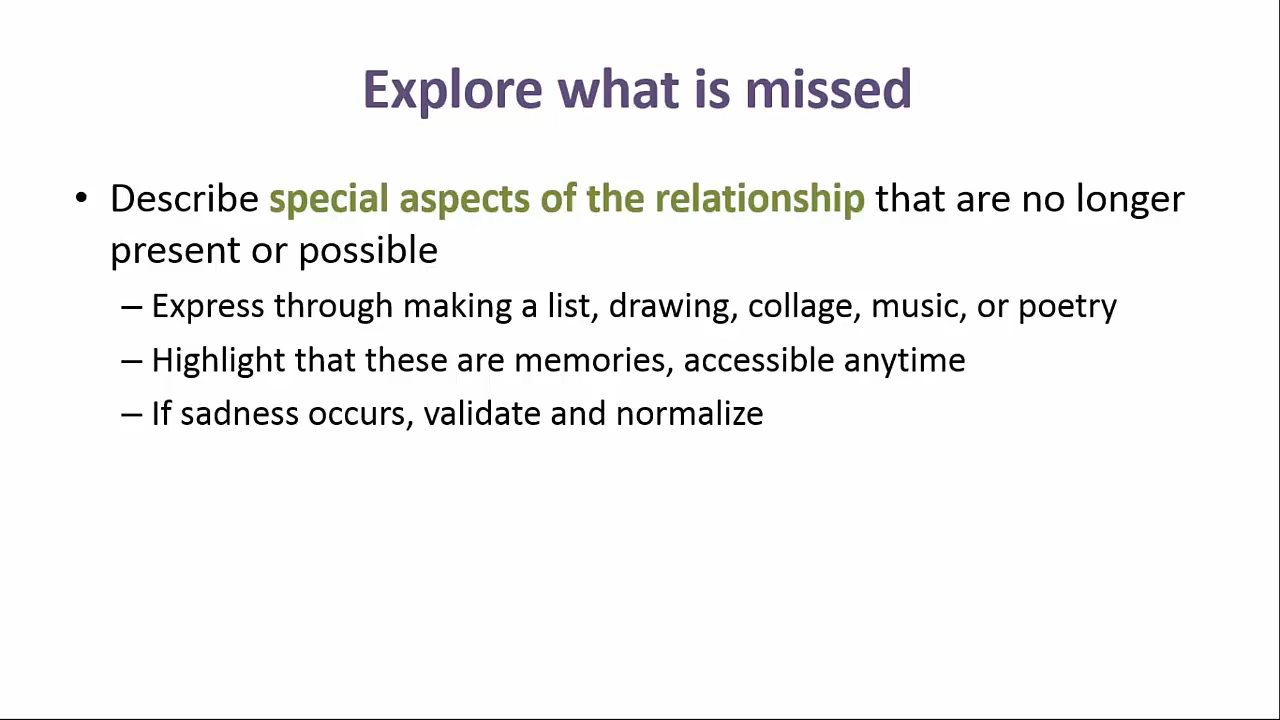 Explore what is missed
• Describe special aspects of the relationship that are no longer
present or possible
– Express through making a list, drawing, collage, music, or poetry
– Highlight that these are memories, accessible anytime
– If sadness occurs, validate and normalize